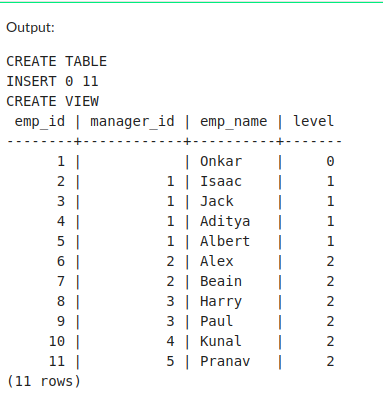 Output:
CREATE TABLE
INSERT 0 11
CREATE VIEW
 emp_id | manager_id | emp_name | level
--------+------------+----------+-------
      1 |            | Onkar    |     0
      2 |          1 | Isaac    |     1
      3 |          1 | Jack     |     1
      4 |          1 | Aditya   |     1
      5 |          1 | Albert   |     1
      6 |          2 | Alex     |     2
      7 |          2 | Beain    |     2
      8 |          3 | Harry    |     2
      9 |          3 | Paul     |     2
     10 |          4 | Kunal    |     2
     11 |          5 | Pranav   |     2
(11 rows)